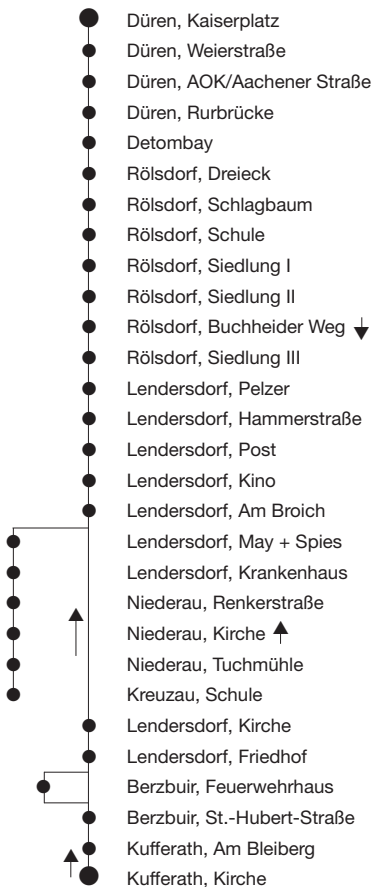 Düren, Kaiserplatz
Düren, Weierstraße
Düren, AOK/Aachener Straße
Düren, Rurbrücke
Detombay
Rölsdorf, Dreieck
Rölsdorf, Schlagbaum
Rölsdorf, Schule
Rölsdorf, Siedlung I
Rölsdorf, Siedlung II
Rölsdorf, Buchheider Weg
Rölsdorf, Siedlung III
Lendersdorf, Pelzer
Lendersdorf, Hammerstraße
Lendersdorf, Post
Lendersdorf, Kino
Lendersdorf, Am Broich
Lendersdorf, May + Spies
Lendersdorf, Krankenhaus
Niederau, Renkerstraße
Niederau, Kirche
Niederau, Tuchmühle
Kreuzau, Schule
Lendersdorf, Kirche
Lendersdorf, Friedhof
Berzbuir, Feuerwehrhaus
Berzbuir, St.-Hubert-Straße
Kufferath, Am Bleiberg
Kufferath, Kirche